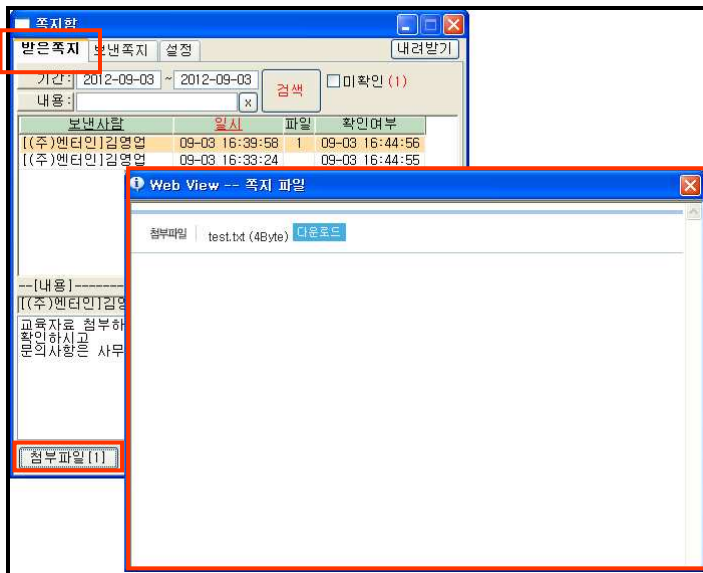 쪽지함
받은쪽지 보낸쪽지 설정 내려받기
기간: 2012-09-03 ~ 2012-09-03 검색 미확인 (1)
내용: x
보낸사람 일시 파일 확인여부
[(주)엔터인]김영업 09-03 16:39:58 1 09-03 16:44:56
[(주)엔터인]김영업 09-03 16:33:24 09-03 16:44:55
Web View -- 쪽지 파일
첨부파일 test.txt (4Byte) 다운로드
--[내용]--------
[(주)엔터인]김영
교육자료 첨부하
확인하시고
문의사항은 사무
첨부파일[1]